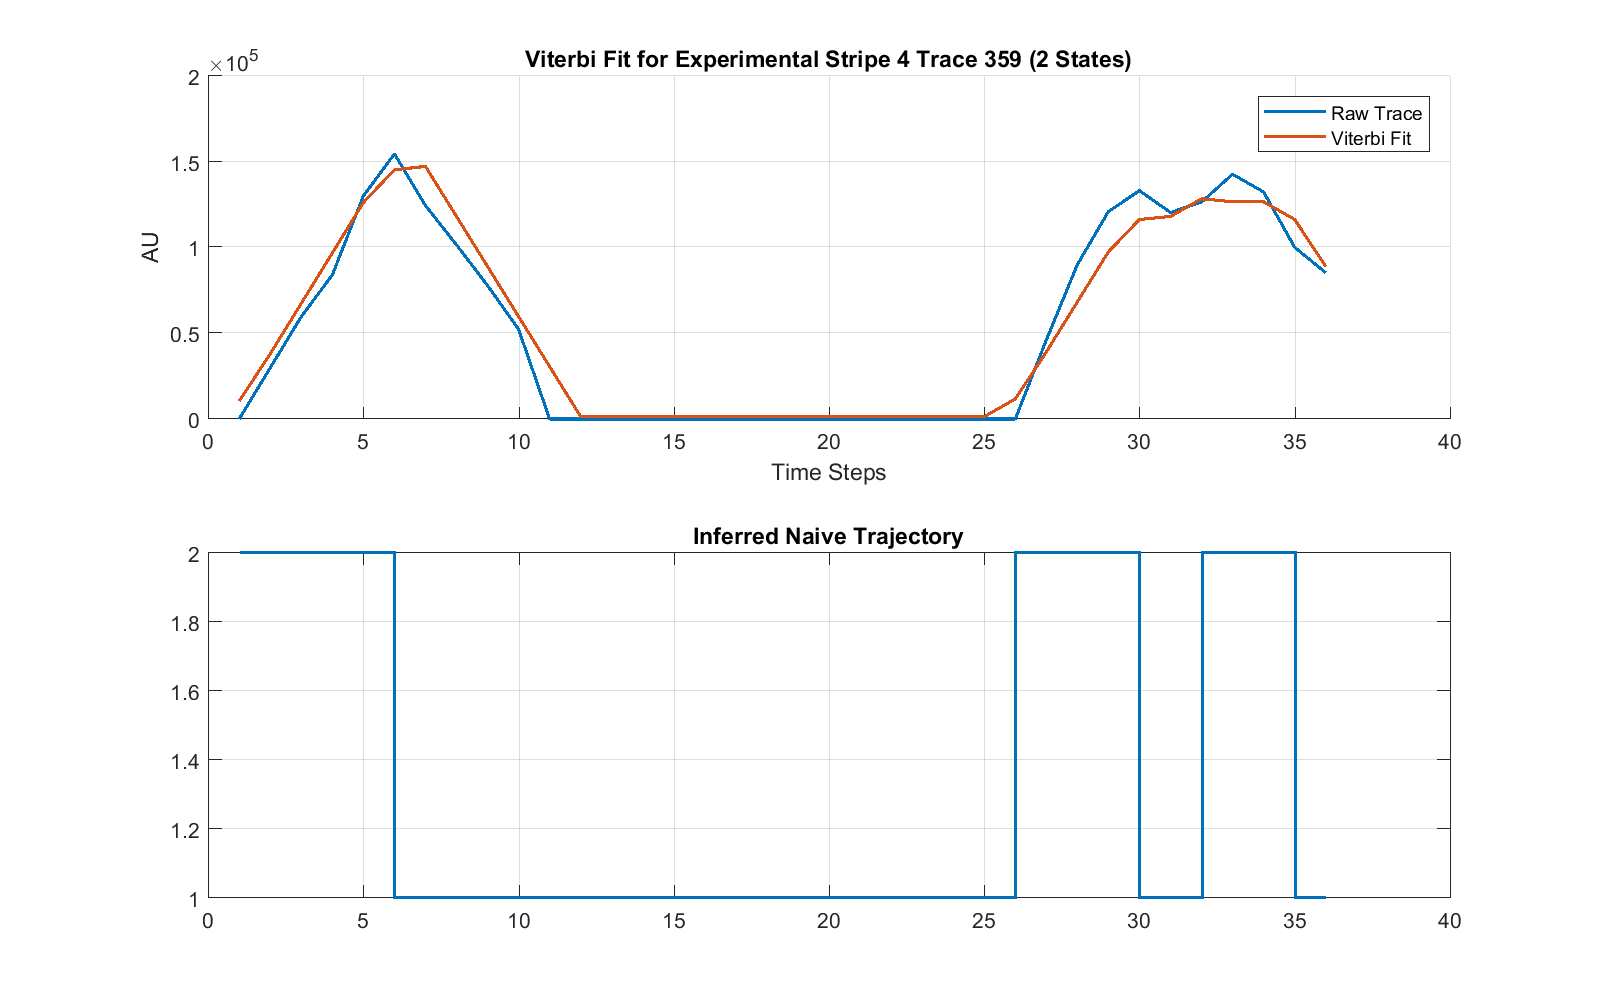 Viterbi Fit for Experimental Stripe 4 Trace 359 (2 States)
×10⁵
2
1.5
1
0.5
0
AU
Raw Trace
Viterbi Fit
0 5 10 15 20 25 30 35 40
Time Steps
Inferred Naive Trajectory
2
1.8
1.6
1.4
1.2
1
0 5 10 15 20 25 30 35 40